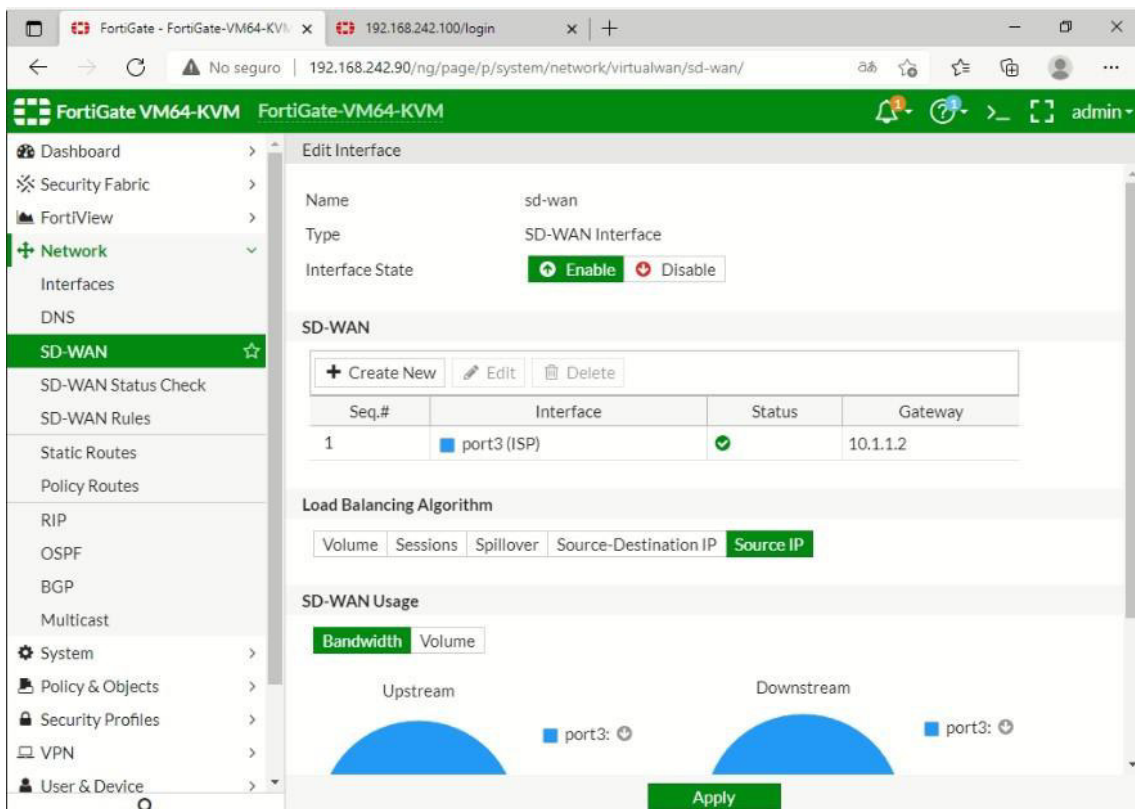 FortiGate - FortiGate-VM64-KV
192.168.242.100/login
No seguro | 192.168.242.90/ng/page/p/system/network/virtualwan/sd-wan/
FortiGate VM64-KVM FortiGate-VM64-KVM 1 1 >_ admin
Dashboard
Security Fabric
FortiView
Network
Interfaces
DNS
SD-WAN
SD-WAN Status Check
SD-WAN Rules
Static Routes
Policy Routes
RIP
OSPF
BGP
Multicast
System
Policy & Objects
Security Profiles
VPN
User & Device
Edit Interface
Name sd-wan
Type SD-WAN Interface
Interface State Enable Disable
SD-WAN
+ Create New Edit Delete
Seq.# Interface Status Gateway
1 port3 (ISP) 10.1.1.2
Load Balancing Algorithm
Volume Sessions Spillover Source-Destination IP Source IP
SD-WAN Usage
Bandwidth Volume
Upstream Downstream
port3: port3:
Apply